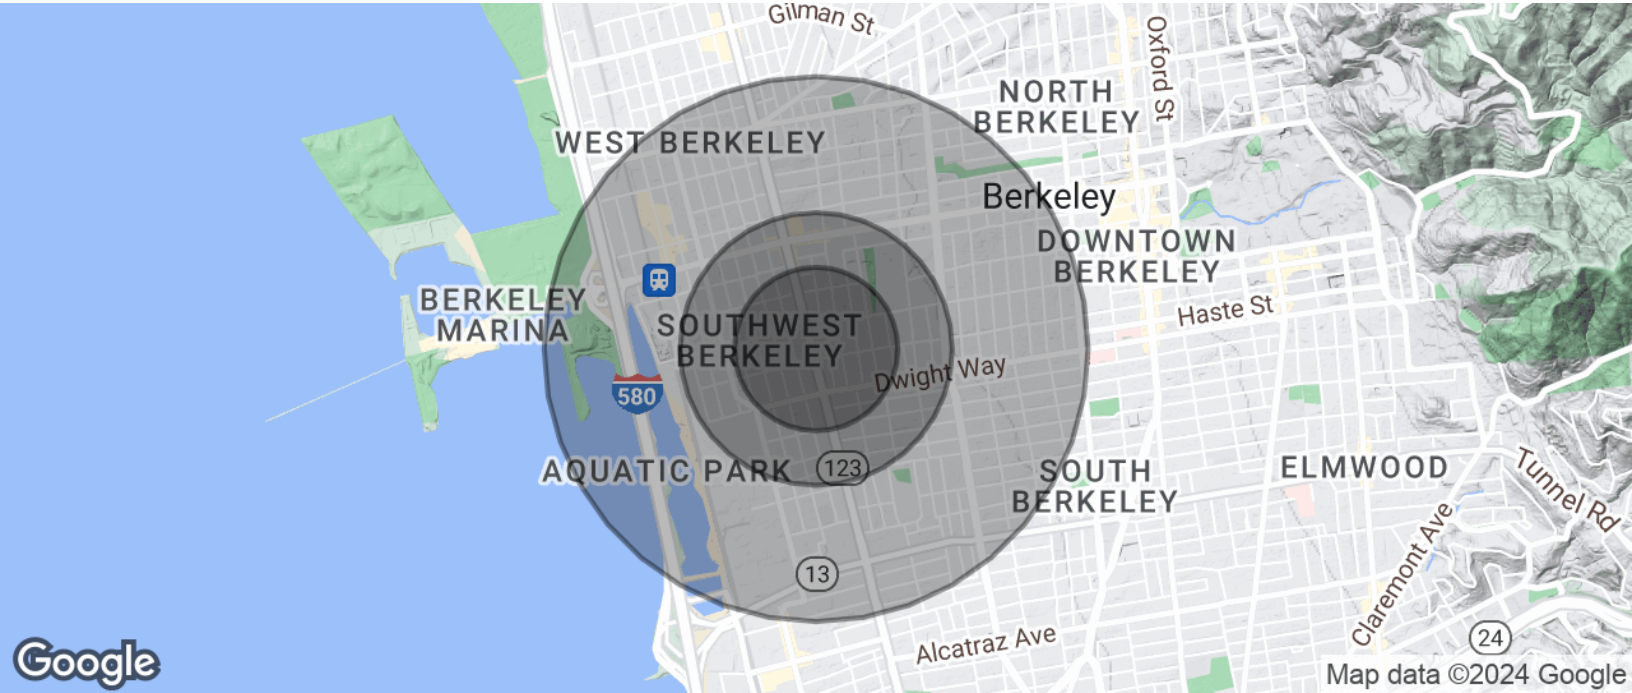 Gilman St
Oxford St
NORTH
BERKELEY
WEST BERKELEY
Berkeley
DOWNTOWN
BERKELEY
BERKELEY
MARINA
Haste St
SOUTHWEST
BERKELEY
Dwight Way
580
AQUATIC PARK
123
SOUTH
BERKELEY
ELMWOOD
Tunnel Rd
Claremont Ave
13
Alcatraz Ave
24
Google
Map data ©2024 Google